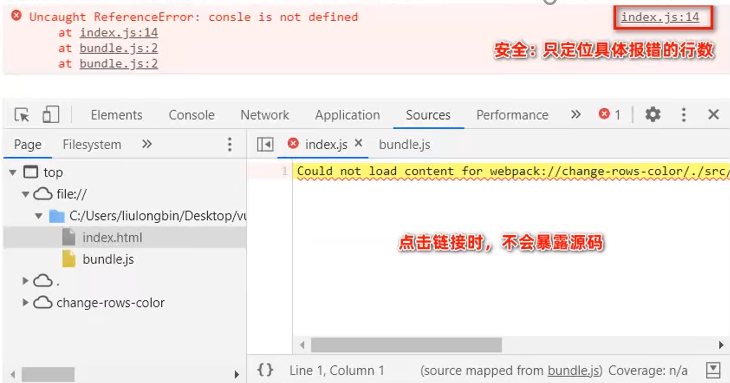 Uncaught ReferenceError: consle is not defined
index.js:14
at index.js:14
at bundle.js:2
at bundle.js:2
安全：只定位具体报错的行数
Elements Console Network Application Sources Performance » 1
Page Filesystem » index.js × bundle.js
top
1 Could not load content for webpack://change-rows-color/./src/
file://
C:/Users/liulongbin/Desktop/vu
index.html
点击链接时，不会暴露源码
bundle.js
.
change-rows-color
{} Line 1, Column 1 (source mapped from bundle.js) Coverage: n/a